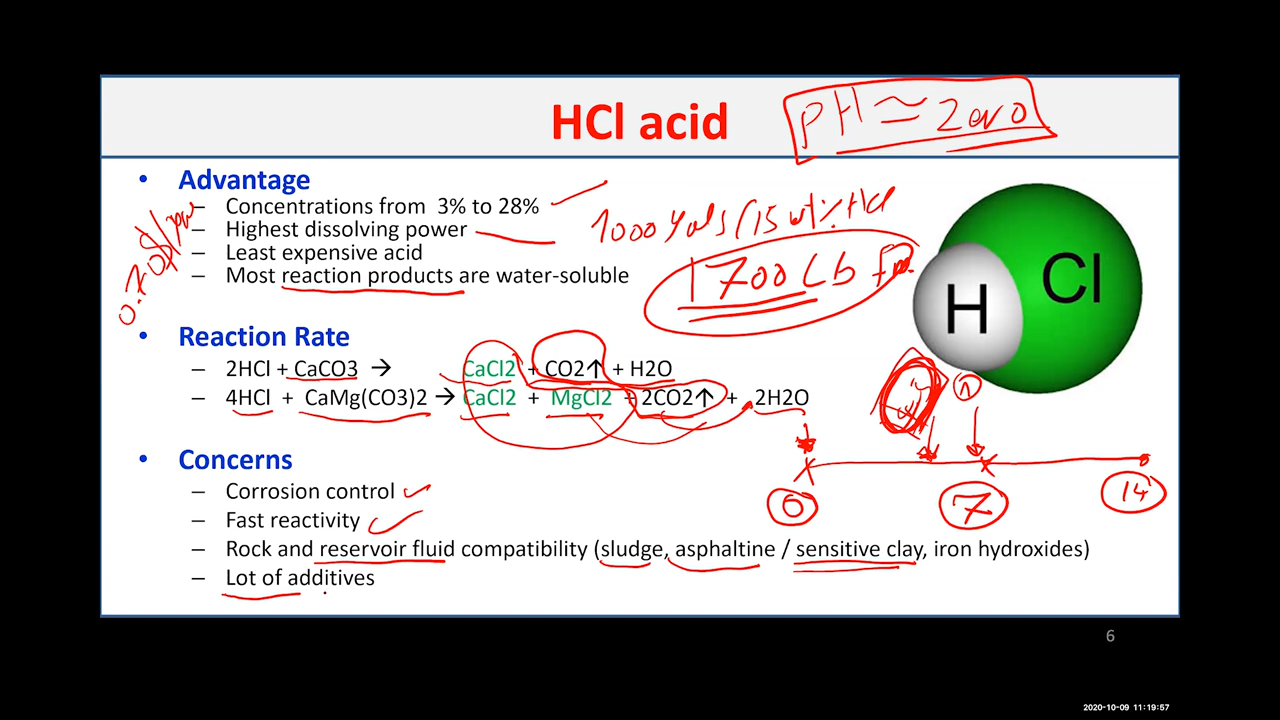 HCl acid
pH ≃ Zero
• Advantage
– Concentrations from 3% to 28%
– Highest dissolving power
– Least expensive acid
– Most reaction products are water-soluble
1000 gals / 15 wt% HCl
1700 Lb
H
Cl
• Reaction Rate
– 2HCl + CaCO3 → CaCl2 + CO2↑ + H2O
– 4HCl + CaMg(CO3)2 → CaCl2 + MgCl2 + 2CO2↑ + 2H2O
0
7
14
• Concerns
– Corrosion control
– Fast reactivity
– Rock and reservoir fluid compatibility (sludge, asphaltine / sensitive clay, iron hydroxides)
– Lot of additives
6
2020-10-09 11:19:57